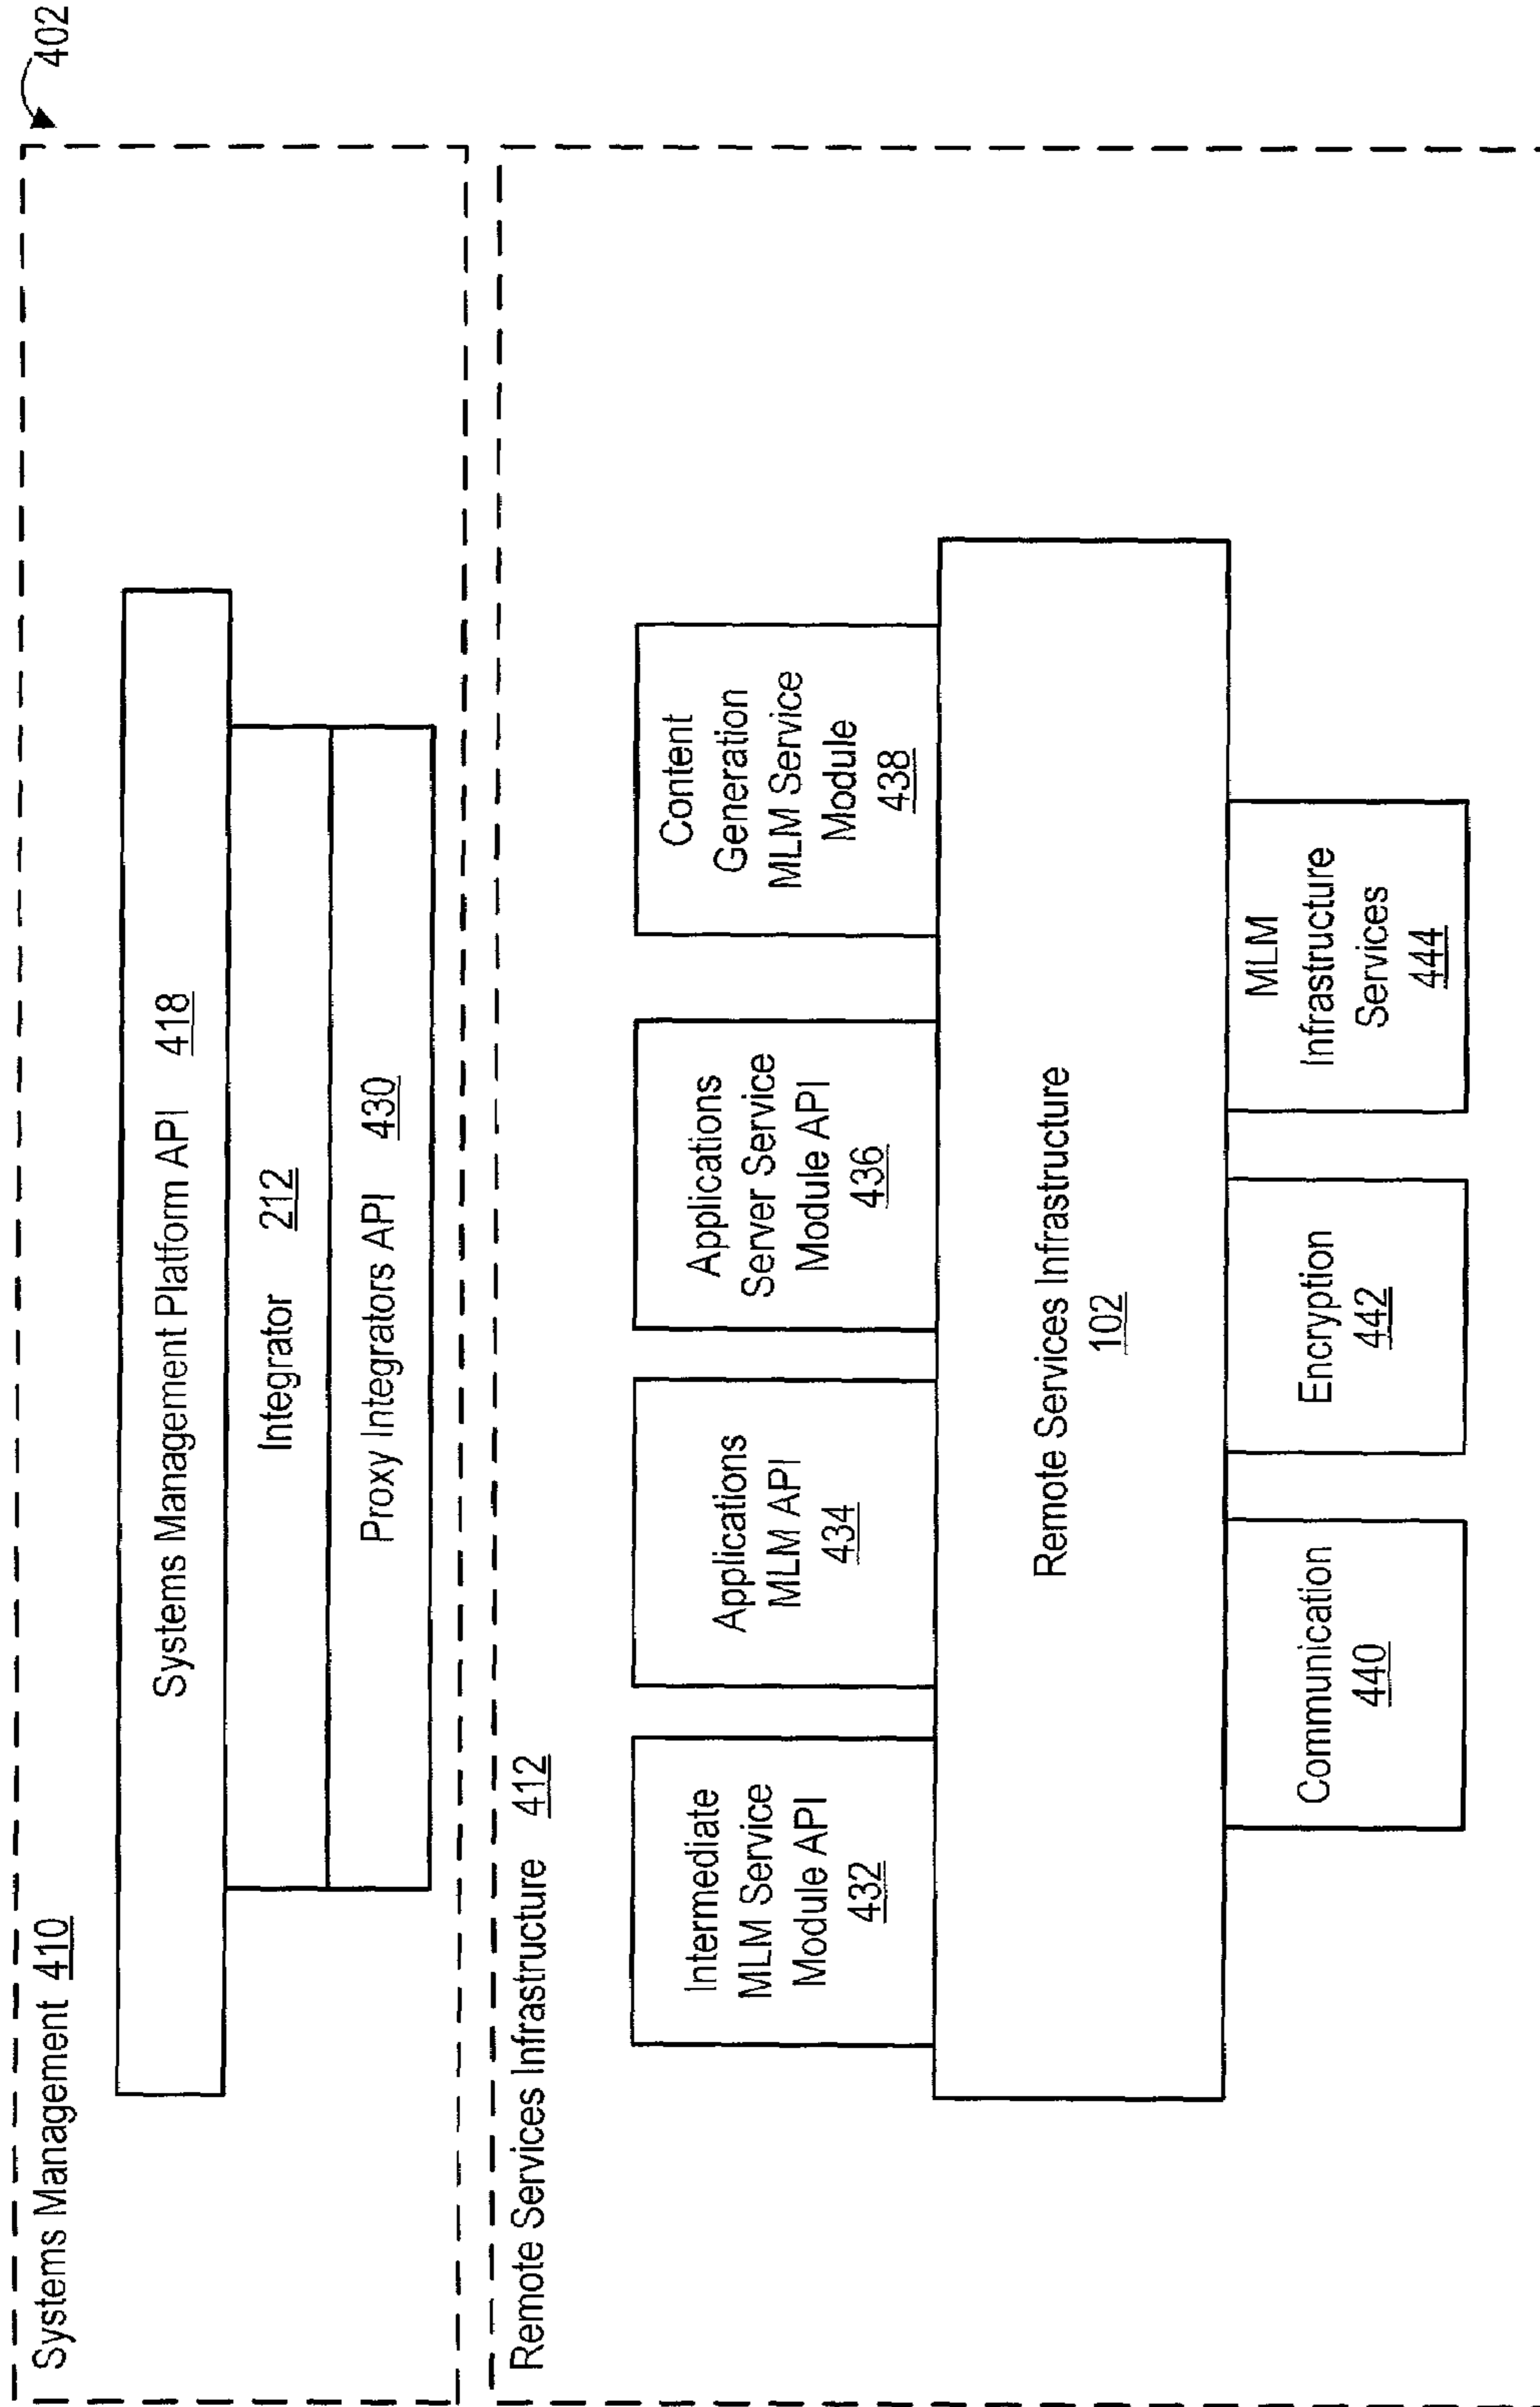 402
Systems Management 410
Systems Management Platform API 418
Integrator 212
Proxy Integrators API 430
Remote Services Infrastructure 412
Intermediate
MLM Service
Module API
432
Applications
MLM API
434
Applications
Server Service
Module API
436
Content
Generation
MLM Service
Module
438
Remote Services Infrastructure
102
Communication
440
Encryption
442
MLM
Infrastructure
Services
444